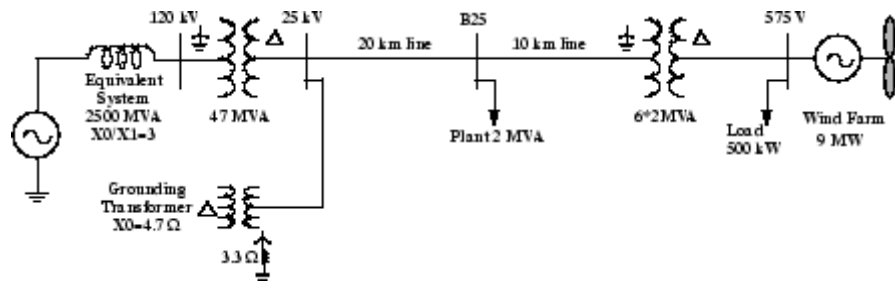 120 kV
25 kV
B25
575 V
20 km line
10 km line
Equivalent
System
2500 MVA
X0/X1=3
47 MVA
Plant 2 MVA
6*2MVA
Load
500 kW
Wind Farm
9 MW
Grounding
Transformer
X0=4.7 Ω
3.3 Ω